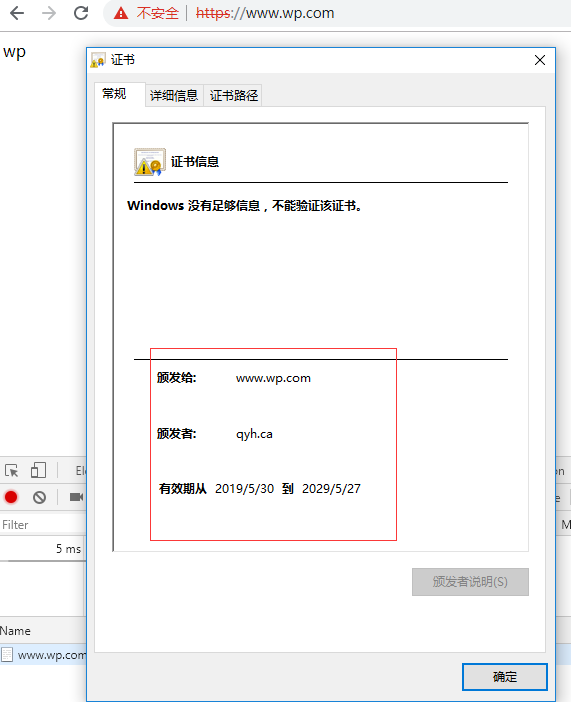 不安全 https://www.wp.com
wp
证书
常规 详细信息 证书路径
证书信息
Windows 没有足够信息，不能验证该证书。
颁发给: www.wp.com
颁发者: qyh.ca
有效期从 2019/5/30 到 2029/5/27
颁发者说明(S)
确定
Filter
5 ms
Name
www.wp.com